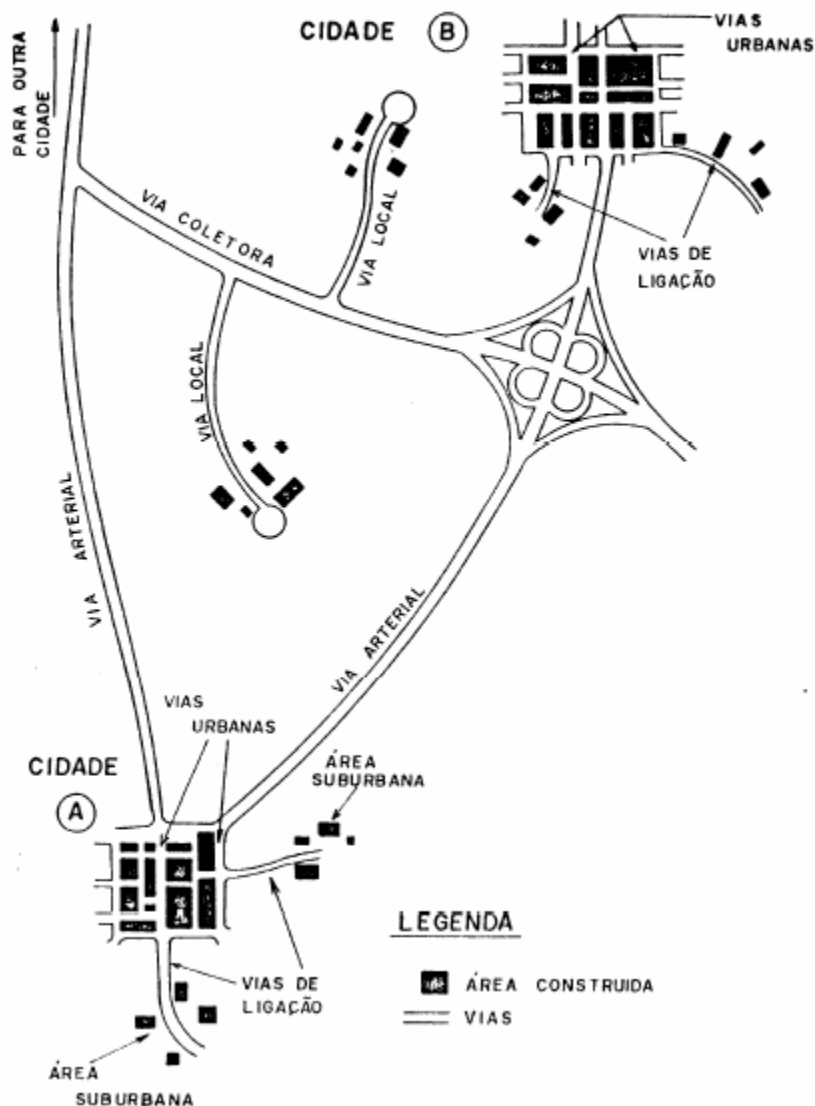 CIDADE B
VIAS
URBANAS
PARA OUTRA
CIDADE
VIA COLETORA
VIA LOCAL
VIAS DE
LIGAÇÃO
VIA LOCAL
VIA ARTERIAL
VIA ARTERIAL
VIAS
URBANAS
CIDADE
A
ÁREA
SUBURBANA
LEGENDA
ÁREA CONSTRUIDA
VIAS
VIAS DE
LIGAÇÃO
ÁREA
SUBURBANA